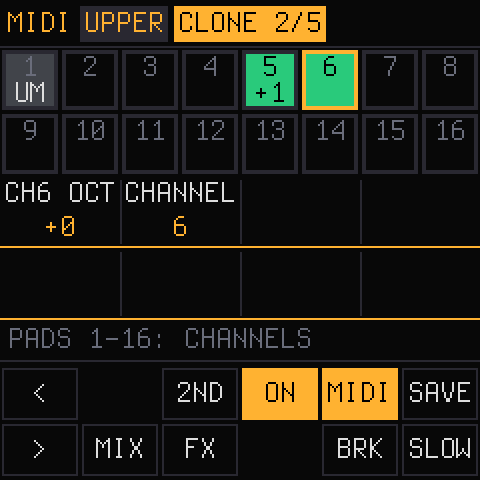 MIDI UPPER CLONE 2/5
1 2 3 4 5 6 7 8
UM +1
9 10 11 12 13 14 15 16
CH6 OCT CHANNEL
+0 6
PADS 1-16: CHANNELS
< 2ND ON MIDI SAVE
> MIX FX BRK SLOW